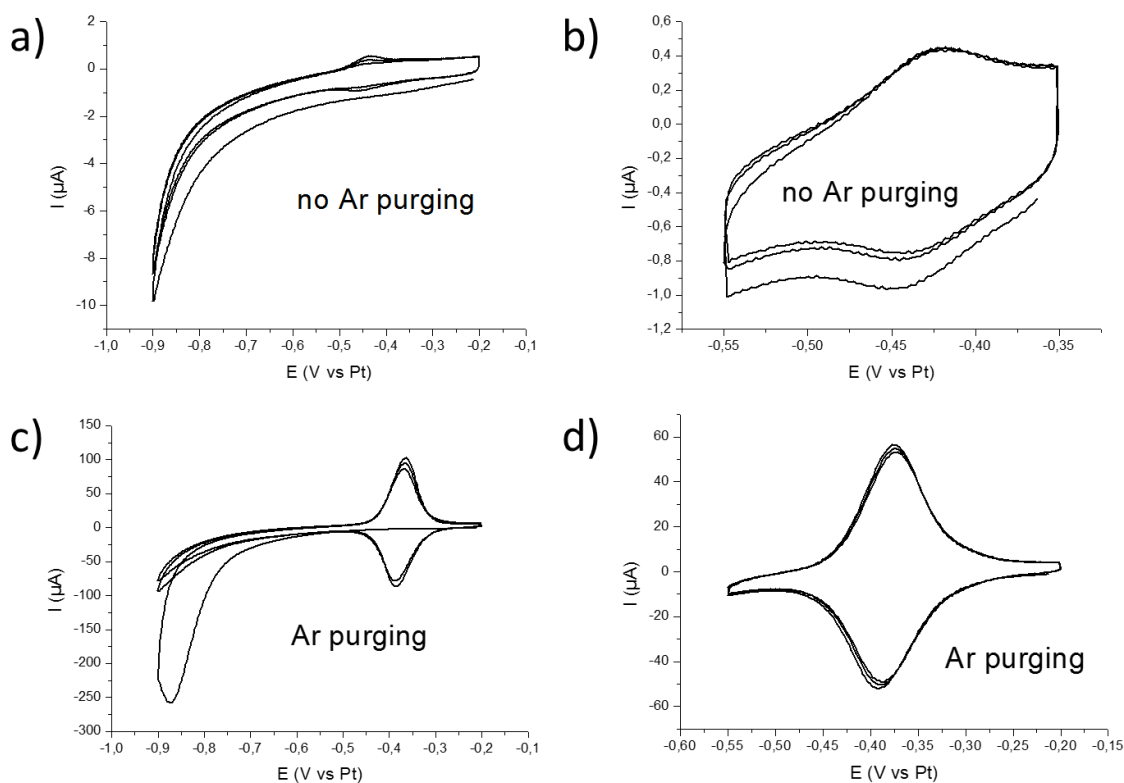 a)
2
0
-2
-4
-6
-8
-10
I (µA)
no Ar purging
-1,0 -0,9 -0,8 -0,7 -0,6 -0,5 -0,4 -0,3 -0,2 -0,1
E (V vs Pt)
b)
0,6
0,4
0,2
0,0
-0,2
-0,4
-0,6
-0,8
-1,0
-1,2
I (µA)
no Ar purging
-0,55 -0,50 -0,45 -0,40 -0,35
E (V vs Pt)
c)
150
100
50
0
-50
-100
-150
-200
-250
-300
I (µA)
Ar purging
-1,0 -0,9 -0,8 -0,7 -0,6 -0,5 -0,4 -0,3 -0,2 -0,1
E (V vs Pt)
d)
60
40
20
0
-20
-40
-60
I (µA)
Ar purging
-0,60 -0,55 -0,50 -0,45 -0,40 -0,35 -0,30 -0,25 -0,20 -0,15
E (V vs Pt)